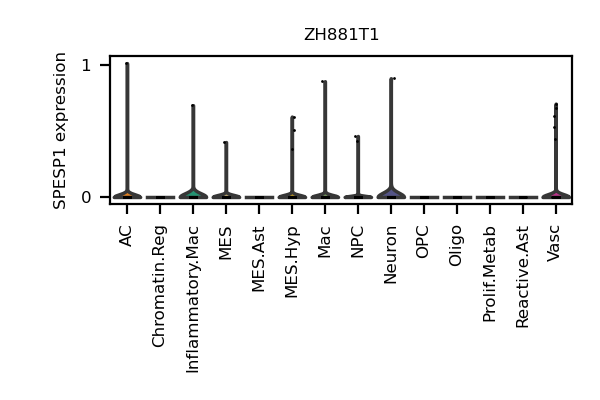 ZH881T1
SPESP1 expression
1
0
AC
Chromatin.Reg
Inflammatory.Mac
MES
MES.Ast
MES.Hyp
Mac
NPC
Neuron
OPC
Oligo
Prolif.Metab
Reactive.Ast
Vasc